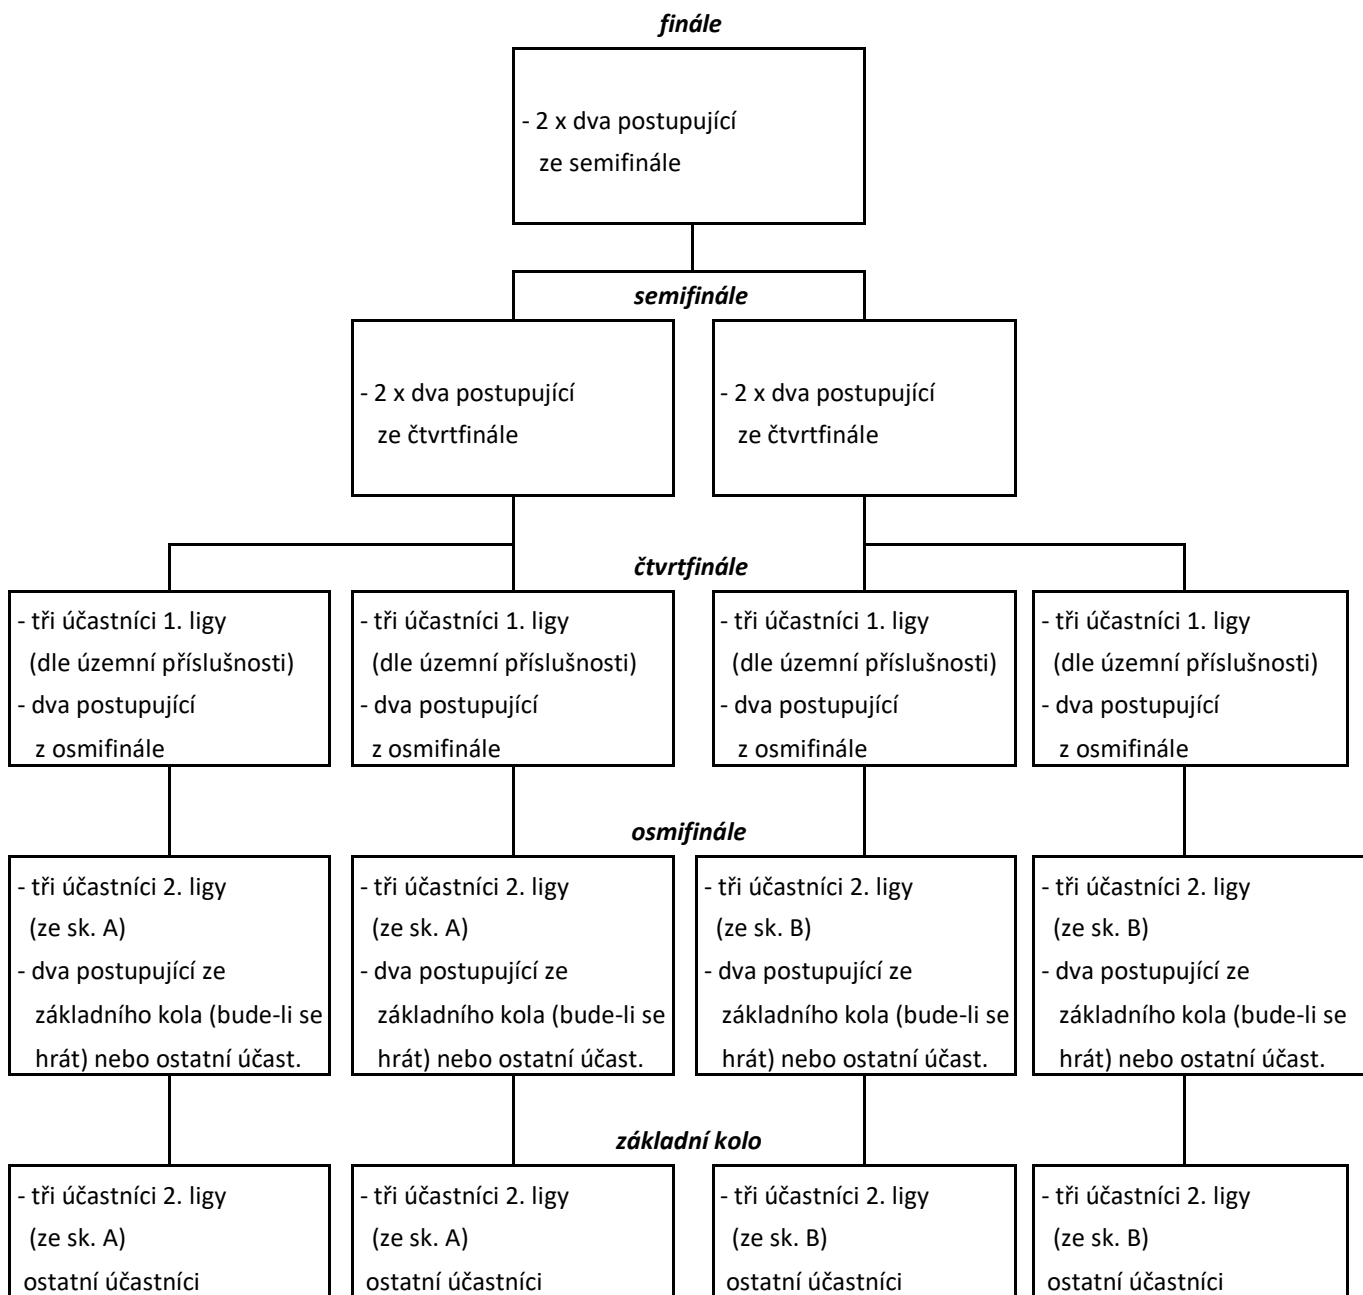 finále
- 2 x dva postupující
ze semifinále
semifinále
- 2 x dva postupující
ze čtvrtfinále
- 2 x dva postupující
ze čtvrtfinále
čtvrtfinále
- tři účastníci 1. ligy
(dle územní příslušnosti)
- dva postupující
z osmifinále
- tři účastníci 1. ligy
(dle územní příslušnosti)
- dva postupující
z osmifinále
- tři účastníci 1. ligy
(dle územní příslušnosti)
- dva postupující
z osmifinále
- tři účastníci 1. ligy
(dle územní příslušnosti)
- dva postupující
z osmifinále
osmifinále
- tři účastníci 2. ligy
(ze sk. A)
- dva postupující ze
základního kola (bude-li se
hrát) nebo ostatní účast.
- tři účastníci 2. ligy
(ze sk. A)
- dva postupující ze
základního kola (bude-li se
hrát) nebo ostatní účast.
- tři účastníci 2. ligy
(ze sk. B)
- dva postupující ze
základního kola (bude-li se
hrát) nebo ostatní účast.
- tři účastníci 2. ligy
(ze sk. B)
- dva postupující ze
základního kola (bude-li se
hrát) nebo ostatní účast.
základní kolo
- tři účastníci 2. ligy
(ze sk. A)
ostatní účastníci
- tři účastníci 2. ligy
(ze sk. A)
ostatní účastníci
- tři účastníci 2. ligy
(ze sk. B)
ostatní účastníci
- tři účastníci 2. ligy
(ze sk. B)
ostatní účastníci